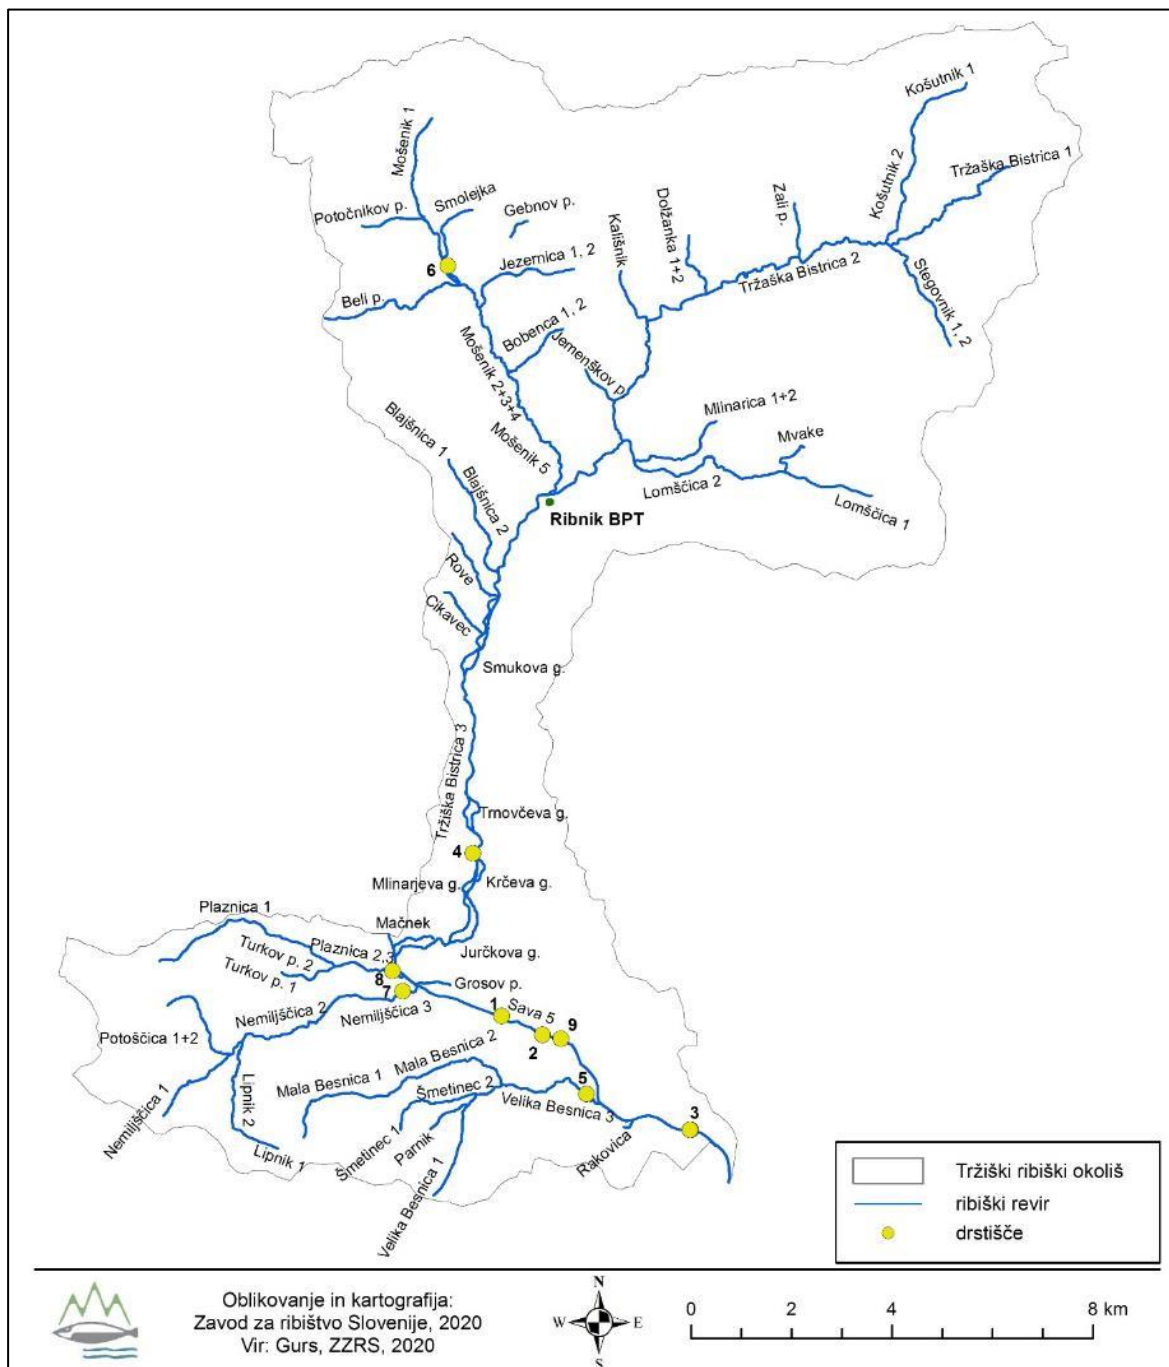 Košutnik 1
Mošenik 1
Košutnik 2
Tržaška Bistrica 1
Potočnikov p.
Smolejka
Gebnov p.
Kališnik
Dolžanka 1+2
Zali p.
6
Jezernica 1, 2
Tržaška Bistrica 2
Stegovnik 1, 2
Beli p.
Bobenca 1, 2
Mošenik 2+3+4
Jemenškov p.
Mlinarica 1+2
Mvake
Blajšnica 1
Mošenik 5
Blajšnica 2
Lomščica 2
Lomščica 1
Ribnik BPT
Rove
Cikavec
Smukova g.
Tržiška Bistrica 3
Trnovčeva g.
4
Mlinarjeva g.
Krčeva g.
Plaznica 1
Mačnek
Turkov p. 2
Plaznica 2,3
Jurčkova g.
Turkov p. 1
8
Grosov p.
7
Nemiljščica 2
Nemiljščica 3
1
Sava 5
9
Potoščica 1+2
2
Mala Besnica 2
Mala Besnica 1
Šmetinec 2
5
Velika Besnica 3
3
Nemiljščica 1
Lipnik 2
Lipnik 1
Šmetinec 1
Parnik
Rakovica
Velika Besnica 1
Tržiški ribiški okoliš
ribiški revir
drstišče
Oblikovanje in kartografija:
Zavod za ribištvo Slovenije, 2020
Vir: Gurs, ZZRS, 2020
N
W
E
S
0 2 4 8 km